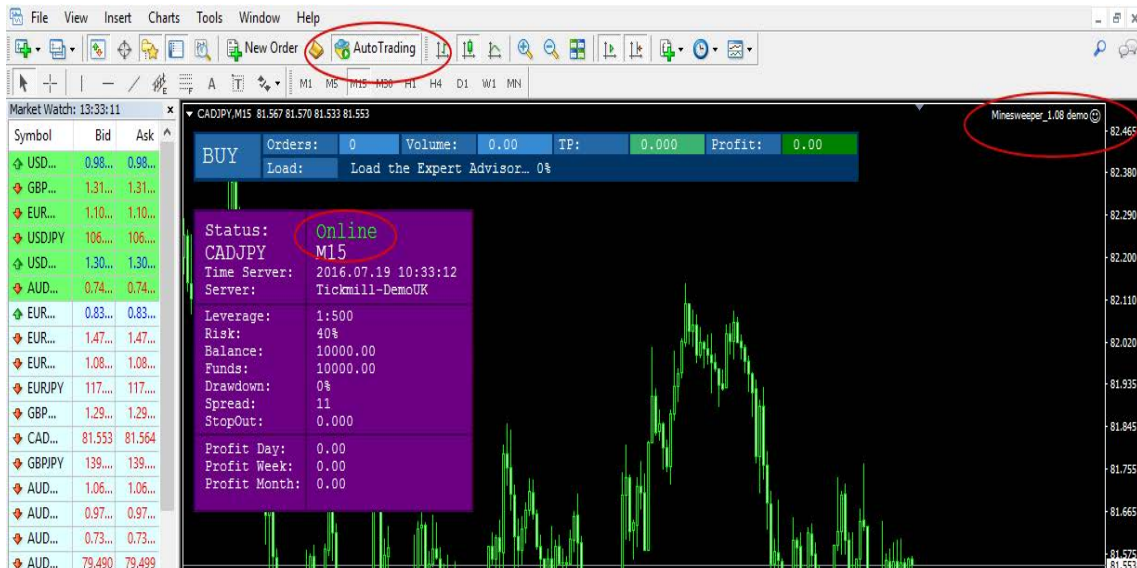 File View Insert Charts Tools Window Help
New Order AutoTrading
A T M1 M5 M15 M30 H1 H4 D1 W1 MN
Market Watch: 13:33:11
Symbol Bid Ask
USD... 0.98... 0.98...
GBP... 1.31... 1.31...
EUR... 1.10... 1.10...
USDJPY 106.... 106....
USD... 1.30... 1.30...
AUD... 0.74... 0.74...
EUR... 0.83... 0.83...
EUR... 1.47... 1.47...
EUR... 1.08... 1.08...
EURJPY 117.... 117....
GBP... 1.29... 1.29...
CAD... 81.553 81.564
GBPJPY 139.... 139....
AUD... 1.06... 1.06...
AUD... 0.97... 0.97...
AUD... 0.73... 0.73...
AUD... 79.490 79.499
CADJPY,M15 81.567 81.570 81.533 81.553
Minesweeper_1.08 demo
BUY
Orders: 0 Volume: 0.00 TP: 0.000 Profit: 0.00
Load: Load the Expert Advisor... 0%
Status: Online
CADJPY M15
Time Server: 2016.07.19 10:33:12
Server: Tickmill-DemoUK
Leverage: 1:500
Risk: 40%
Balance: 10000.00
Funds: 10000.00
Drawdown: 0%
Spread: 11
StopOut: 0.000
Profit Day: 0.00
Profit Week: 0.00
Profit Month: 0.00
82.465
82.380
82.290
82.200
82.110
82.020
81.935
81.845
81.755
81.665
81.575
81.553